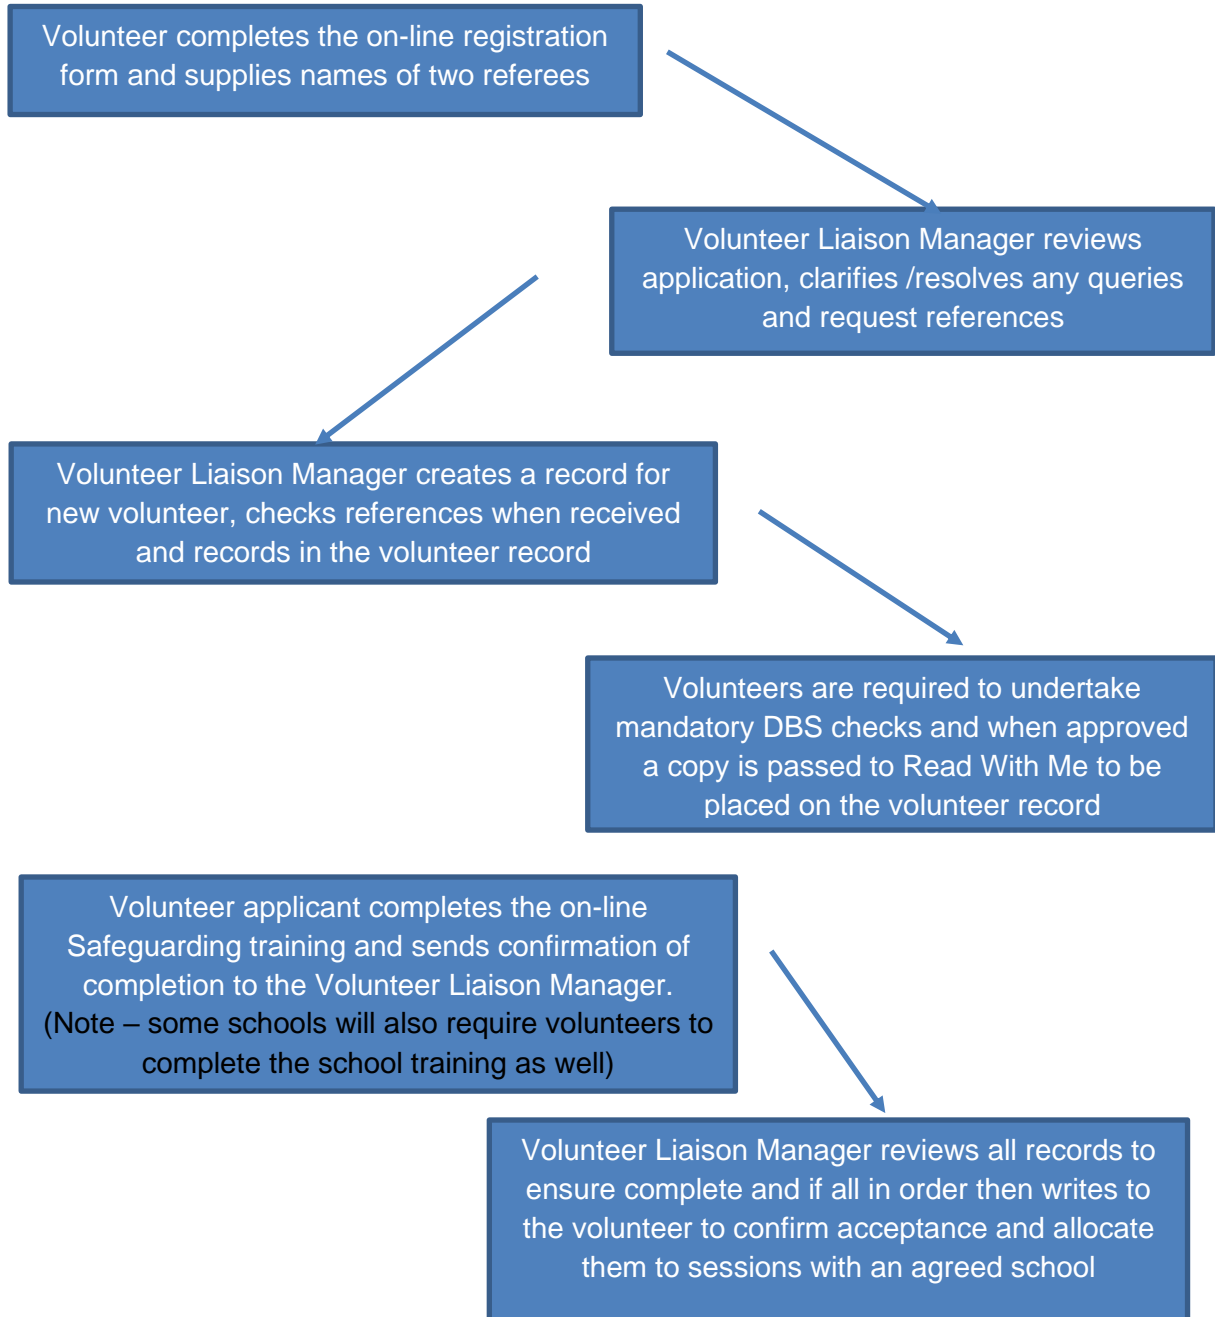 Volunteer completes the on-line registration
form and supplies names of two referees
Volunteer Liaison Manager reviews
application, clarifies /resolves any queries
and request references
Volunteer Liaison Manager creates a record for
new volunteer, checks references when received
and records in the volunteer record
Volunteers are required to undertake
mandatory DBS checks and when approved
a copy is passed to Read With Me to be
placed on the volunteer record
Volunteer applicant completes the on-line
Safeguarding training and sends confirmation of
completion to the Volunteer Liaison Manager.
(Note – some schools will also require volunteers to
complete the school training as well)
Volunteer Liaison Manager reviews all records to
ensure complete and if all in order then writes to
the volunteer to confirm acceptance and allocate
them to sessions with an agreed school